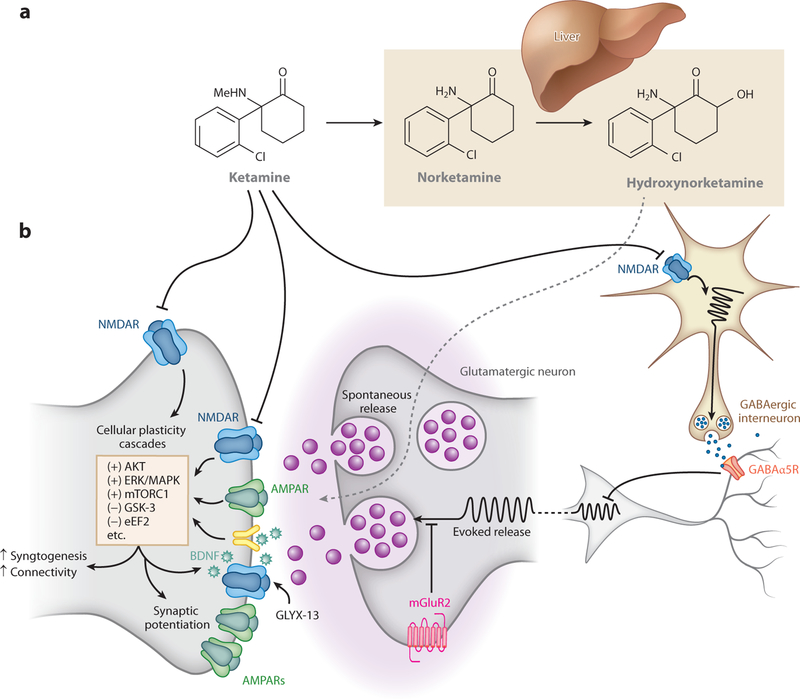 a
Liver
MeHN
O
Cl
Ketamine
H₂N
O
Cl
Norketamine
H₂N
O
OH
Cl
Hydroxynorketamine
b
NMDAR
NMDAR
Glutamatergic neuron
Spontaneous
release
Cellular plasticity
cascades
NMDAR
GABAergic
interneuron
(+) AKT
(+) ERK/MAPK
(+) mTORC1
(–) GSK-3
(–) eEF2
etc.
AMPAR
GABAα5R
Evoked release
↑ Syngtogenesis
↑ Connectivity
BDNF
GLYX-13
mGluR2
Synaptic
potentiation
AMPARs